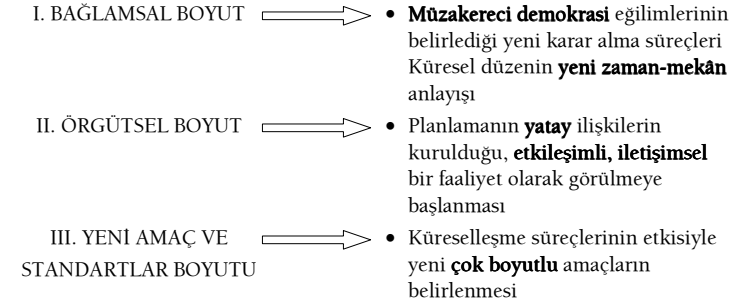 I. BAĞLAMSAL BOYUT
• Müzakereci demokrasi eğilimlerinin
belirlediği yeni karar alma süreçleri
Küresel düzenin yeni zaman-mekân
anlayışı
II. ÖRGÜTSEL BOYUT
• Planlamanın yatay ilişkilerin
kurulduğu, etkileşimli, iletişimsel
bir faaliyet olarak görülmeye
başlanması
III. YENİ AMAÇ VE
STANDARTLAR BOYUTU
• Küreselleşme süreçlerinin etkisiyle
yeni çok boyutlu amaçların
belirlenmesi